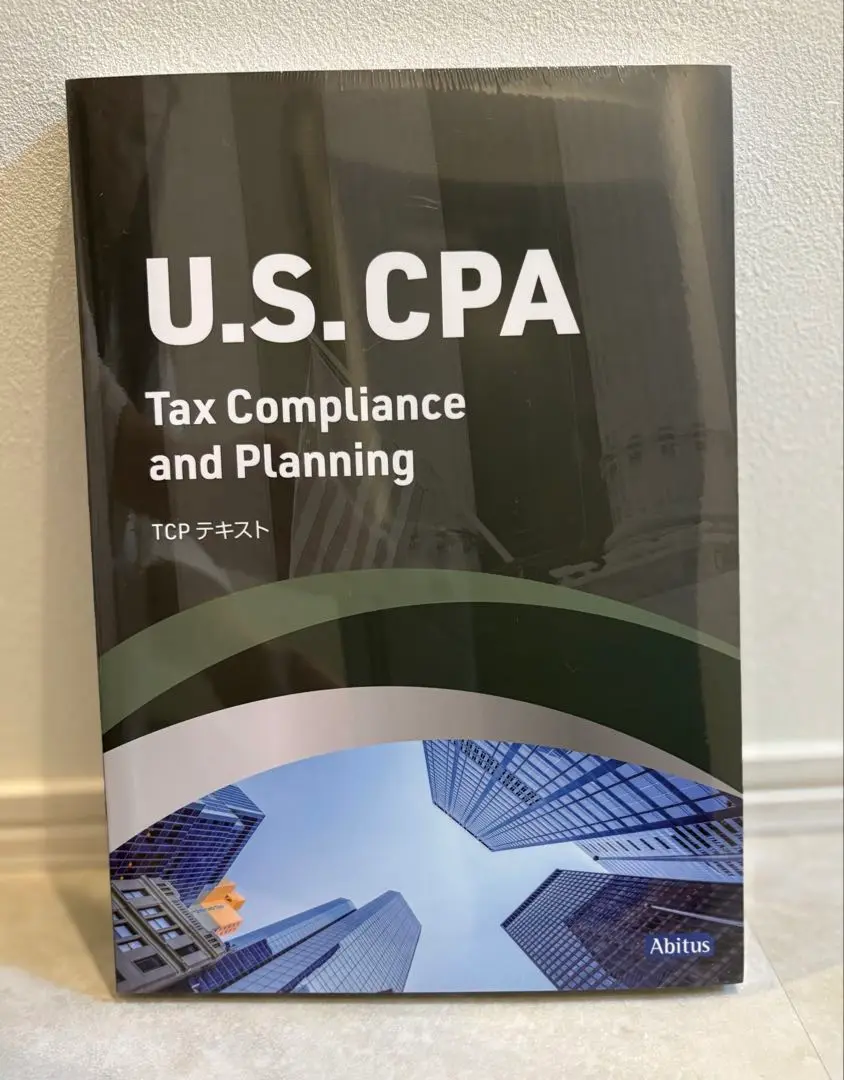 U.S. CPA
Tax Compliance
and Planning
TCP テキスト
Abitus